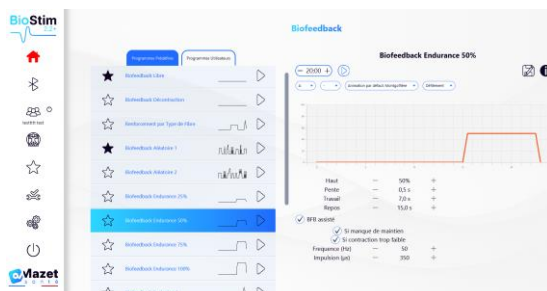 BioStim
Biofeedback
Programmes Prédéfinis
Programmes Utilisateurs
Biofeedback Libre
Biofeedback Décontraction
Renforcement par Type de Fibre
Biofeedback Aléatoire 1
Biofeedback Aléatoire 2
Biofeedback Endurance 25%
Biofeedback Endurance 50%
Biofeedback Endurance 75%
Biofeedback Endurance 100%
Biofeedback Endurance 50%
− 20:00 +
Haut − 50% +
Pente − 0,5 s +
Travail − 7,0 s +
Repos − 15,0 s +
BFB assisté
Si manque de maintien
Si contraction trop faible
Frequence (Hz) − 50 +
Impulsion (µs) − 350 +
Mazet
SANTÉ